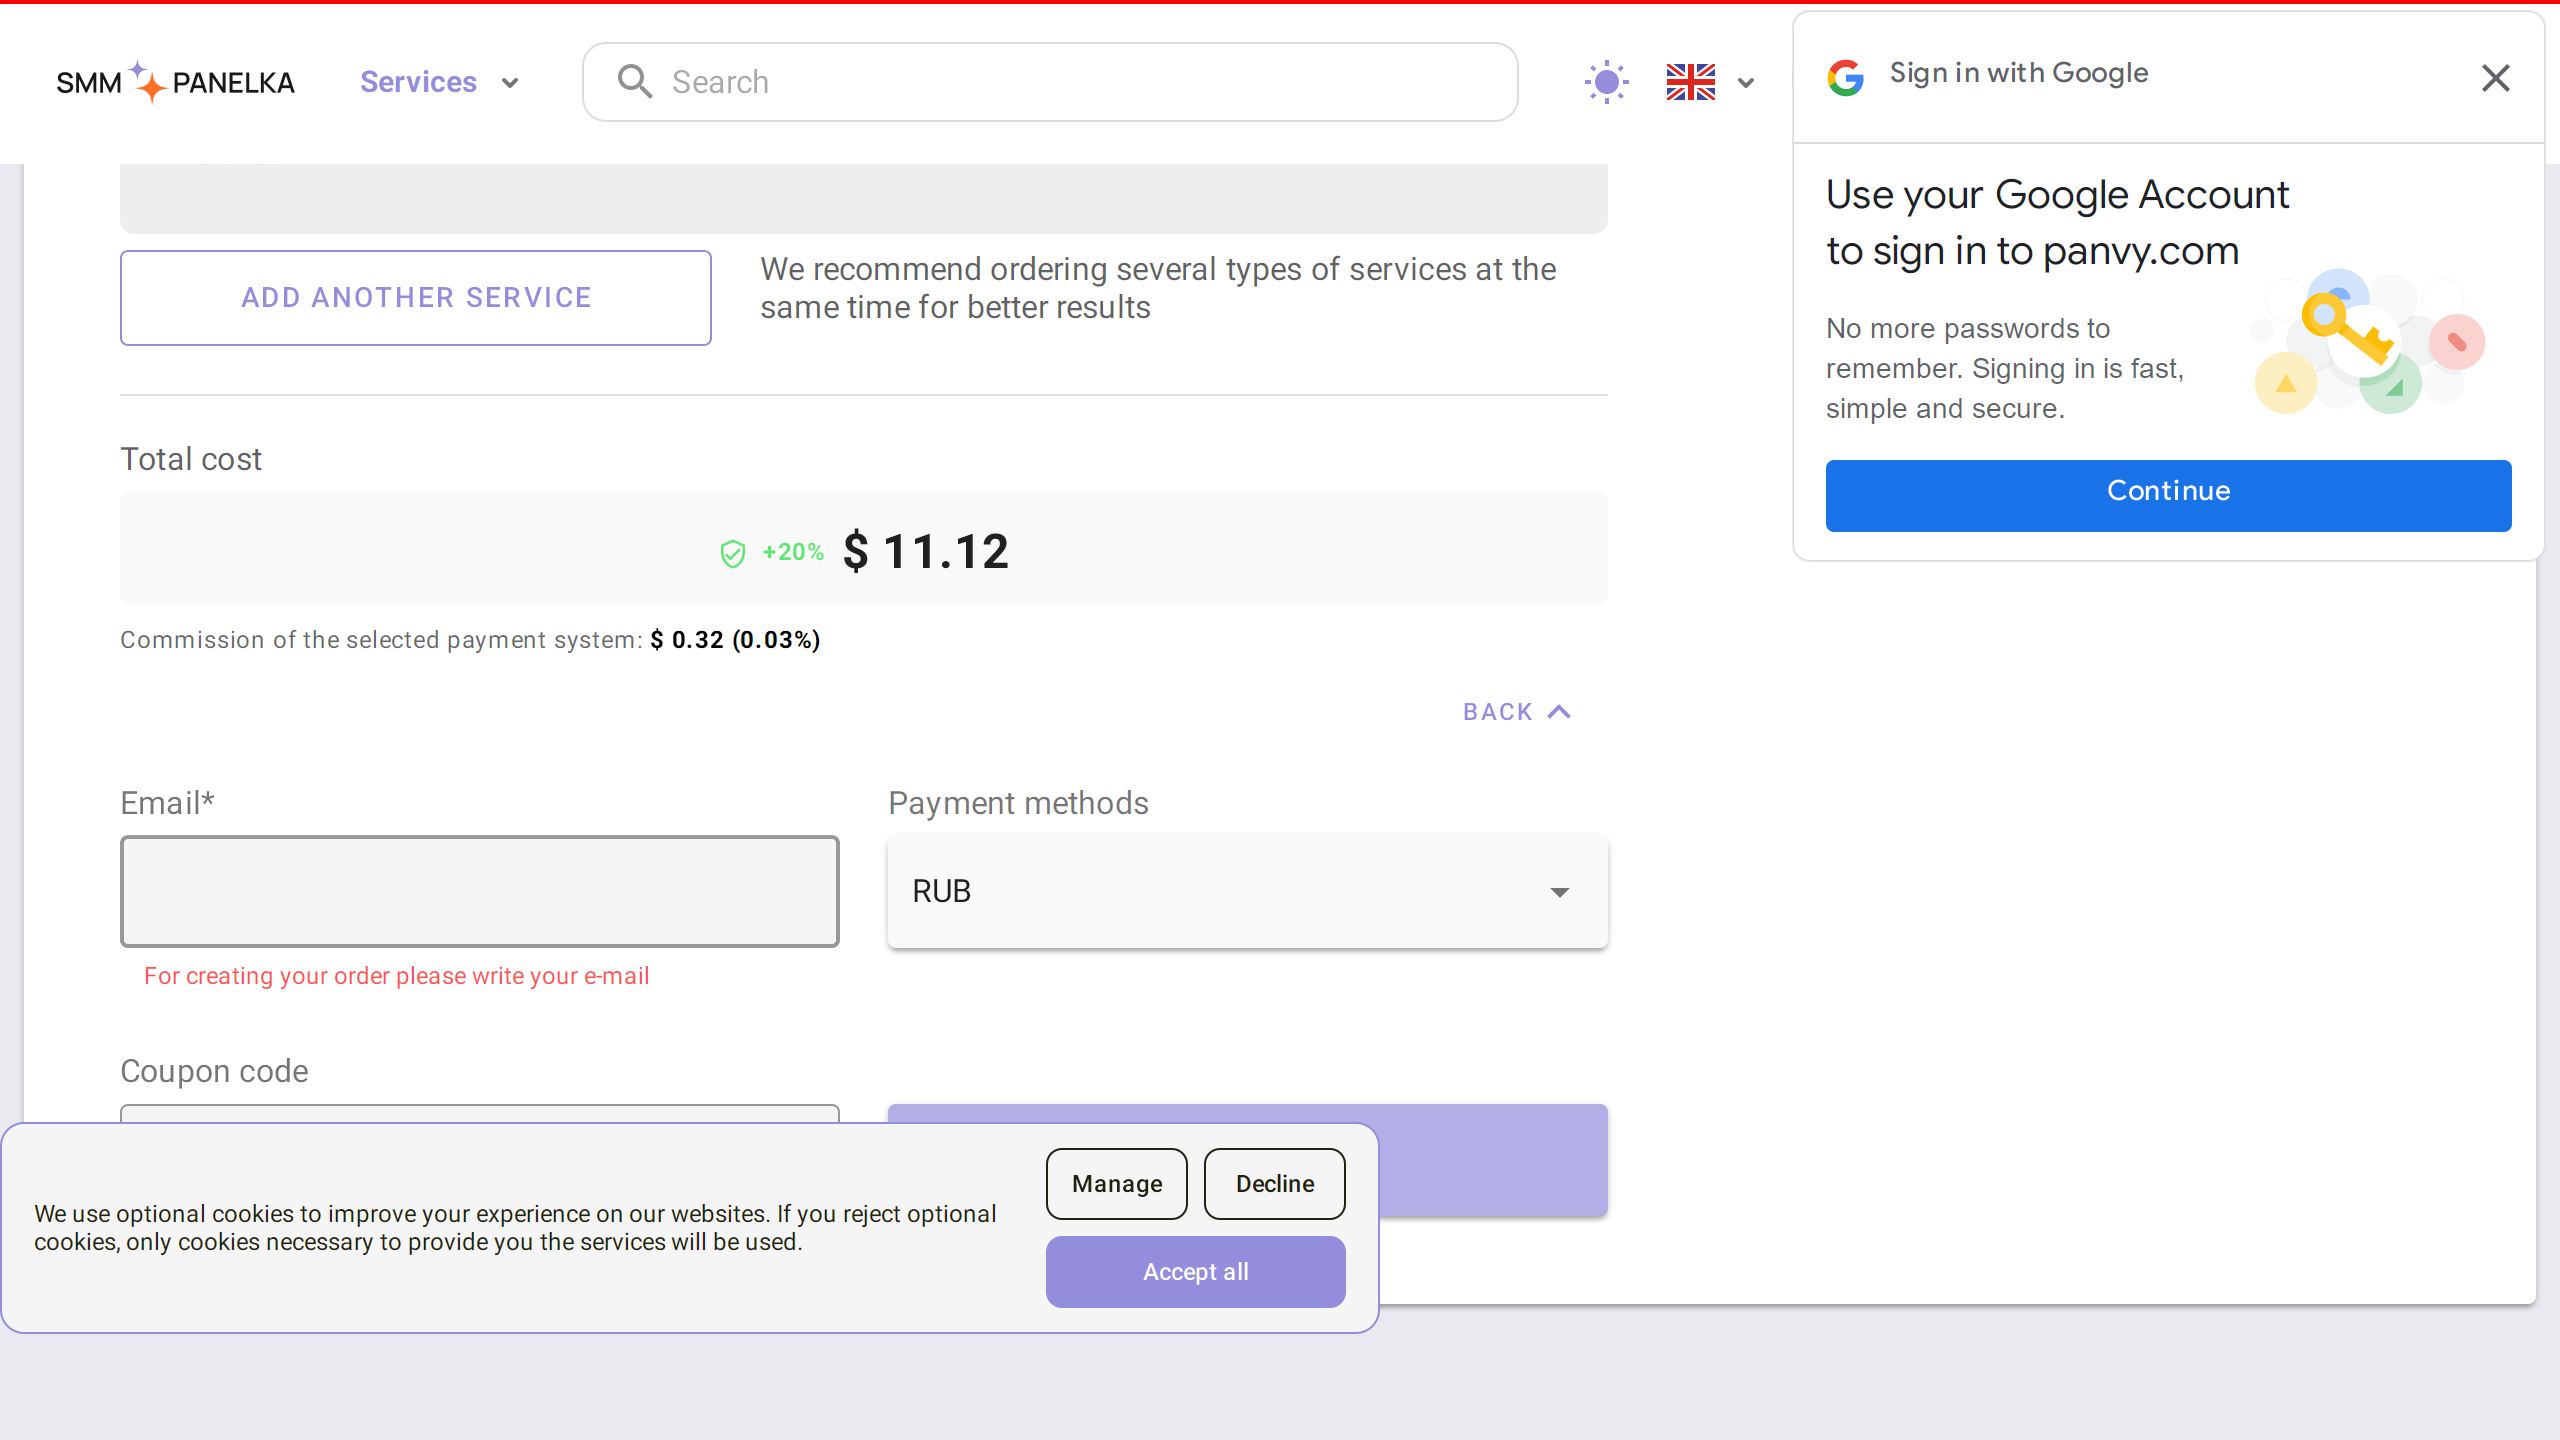 SMM PANELKA
Services
Search
Sign in with Google
Use your Google Account
to sign in to panvy.com
No more passwords to
remember. Signing in is fast,
simple and secure.
Continue
ADD ANOTHER SERVICE
We recommend ordering several types of services at the
same time for better results
Total cost
+20% $ 11.12
Commission of the selected payment system: $ 0.32 (0.03%)
BACK
Email*
Payment methods
RUB
For creating your order please write your e-mail
Coupon code
We use optional cookies to improve your experience on our websites. If you reject optional
cookies, only cookies necessary to provide you the services will be used.
Manage
Decline
Accept all